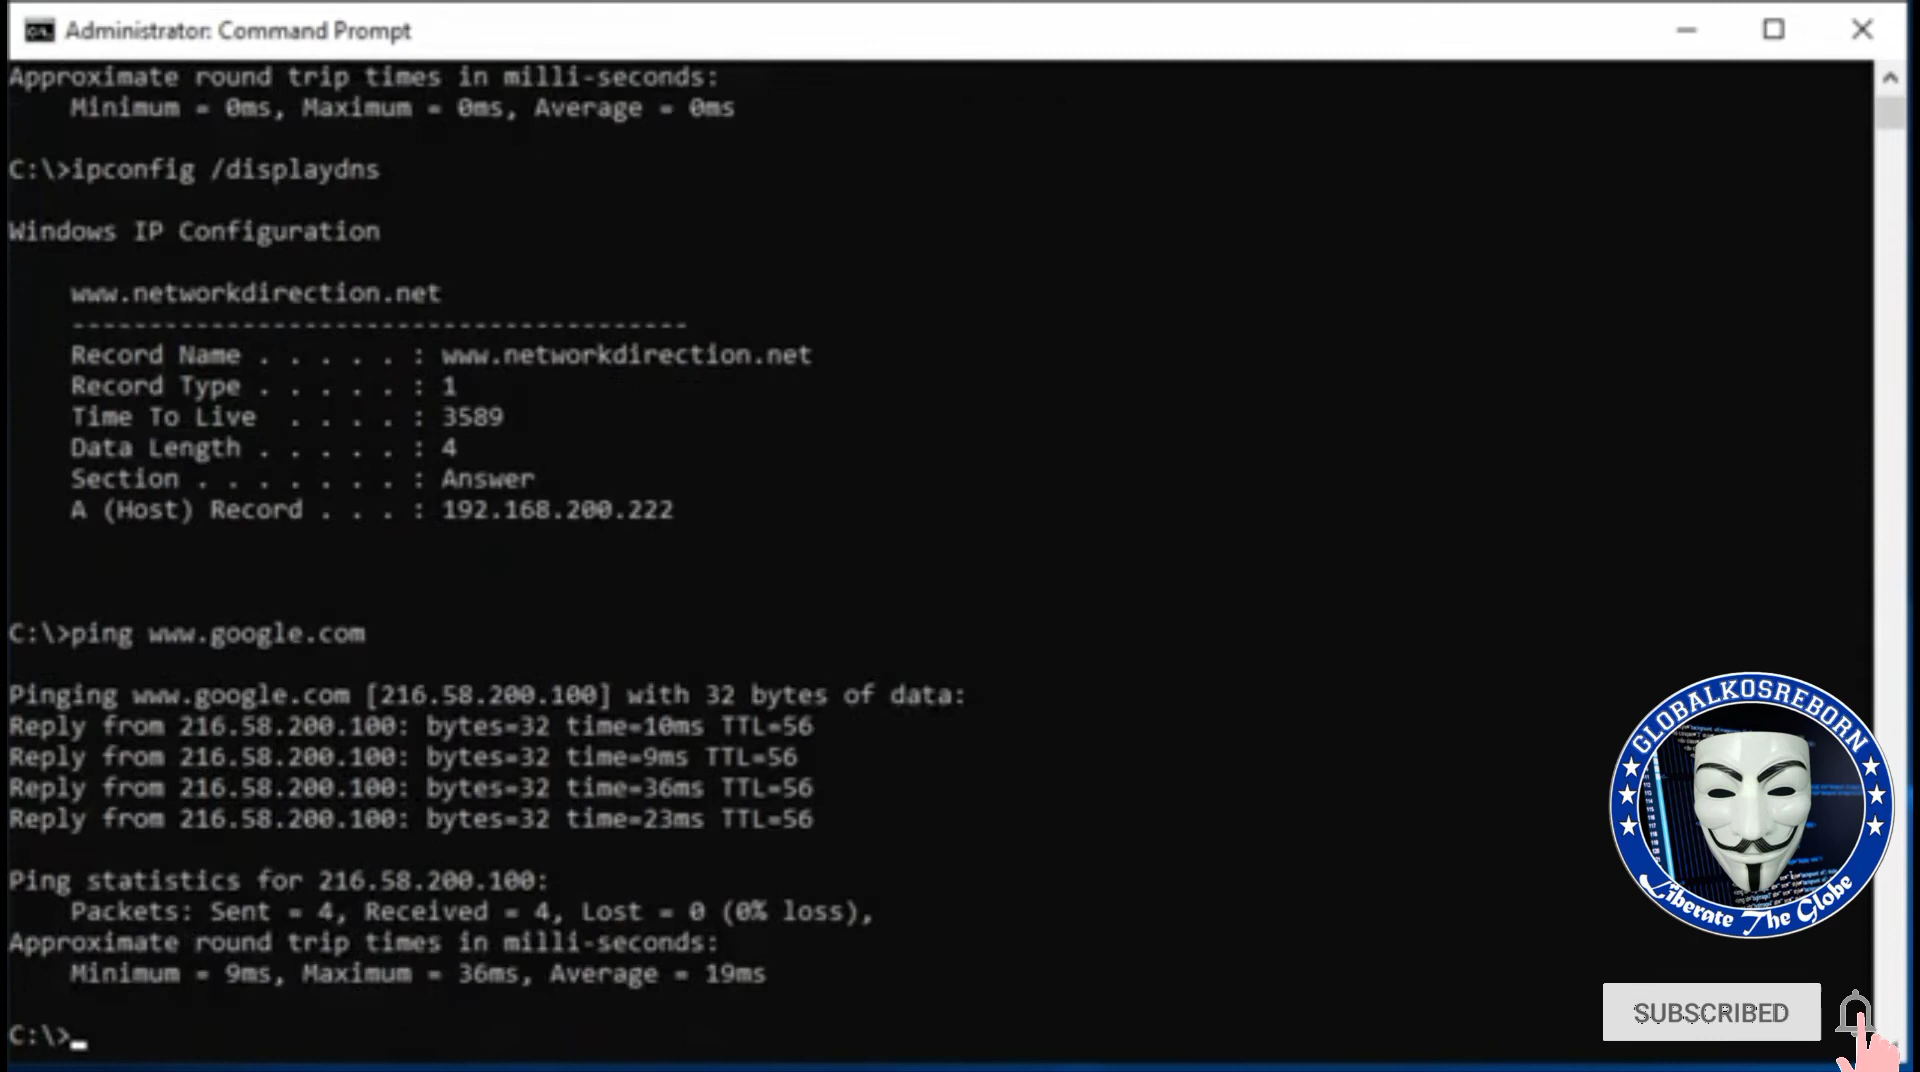 Administrator: Command Prompt
Approximate round trip times in milli-seconds:
Minimum = 0ms, Maximum = 0ms, Average = 0ms
C:\>ipconfig /displaydns
Windows IP Configuration
www.networkdirection.net
----------------------------------------
Record Name . . . . . : www.networkdirection.net
Record Type . . . . . : 1
Time To Live  . . . . : 3589
Data Length . . . . . : 4
Section . . . . . . . : Answer
A (Host) Record . . . : 192.168.200.222
C:\>ping www.google.com
Pinging www.google.com [216.58.200.100] with 32 bytes of data:
Reply from 216.58.200.100: bytes=32 time=10ms TTL=56
Reply from 216.58.200.100: bytes=32 time=9ms TTL=56
Reply from 216.58.200.100: bytes=32 time=36ms TTL=56
Reply from 216.58.200.100: bytes=32 time=23ms TTL=56
Ping statistics for 216.58.200.100:
Packets: Sent = 4, Received = 4, Lost = 0 (0% loss),
Approximate round trip times in milli-seconds:
Minimum = 9ms, Maximum = 36ms, Average = 19ms
C:\>
GLOBALKOSREBORN
Liberate The Globe
SUBSCRIBED